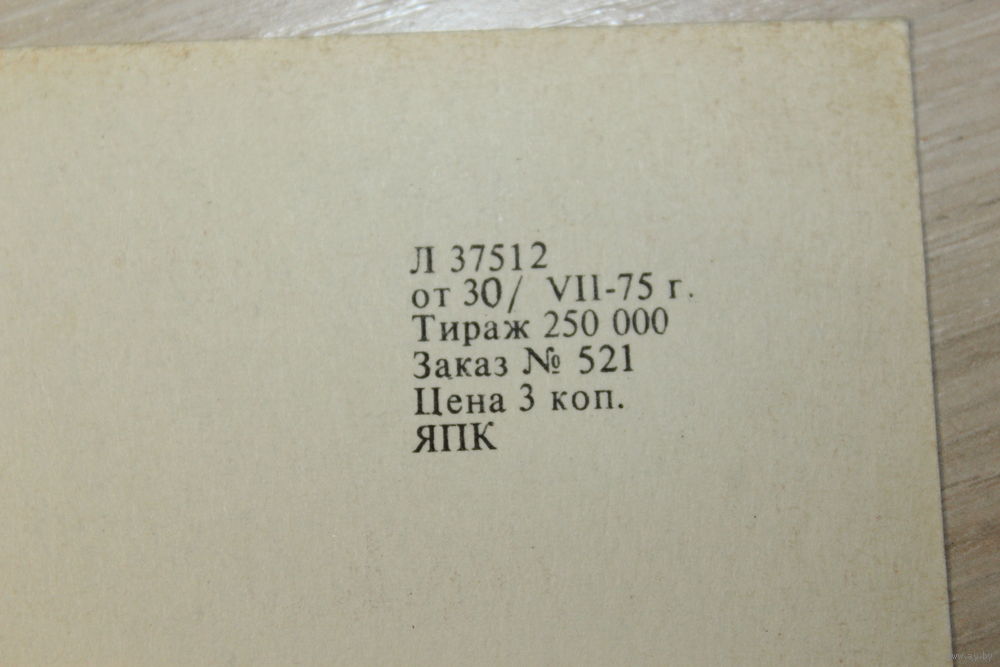 Л 37512
от 30/ VII-75 г.
Тираж 250 000
Заказ № 521
Цена 3 коп.
ЯПК